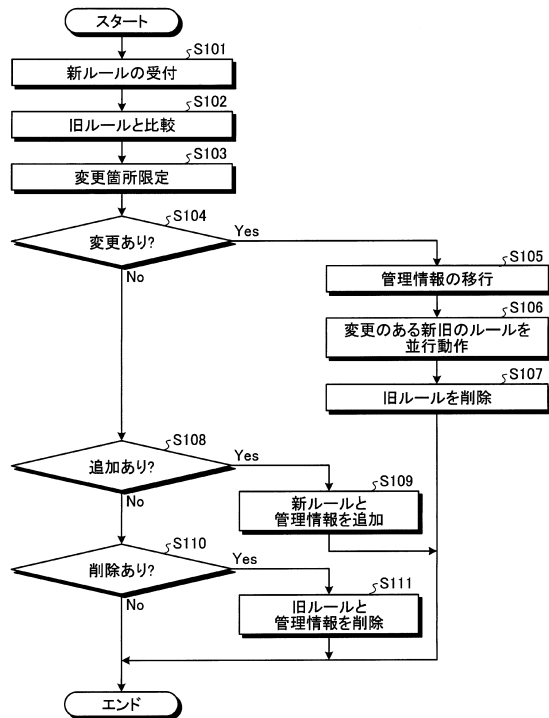 スタート
S101
新ルールの受付
S102
旧ルールと比較
S103
変更箇所限定
S104
変更あり?
Yes
No
S105
管理情報の移行
S106
変更のある新旧のルールを
並行動作
S107
旧ルールを削除
S108
追加あり?
Yes
No
S109
新ルールと
管理情報を追加
S110
削除あり?
Yes
No
S111
旧ルールと
管理情報を削除
エンド